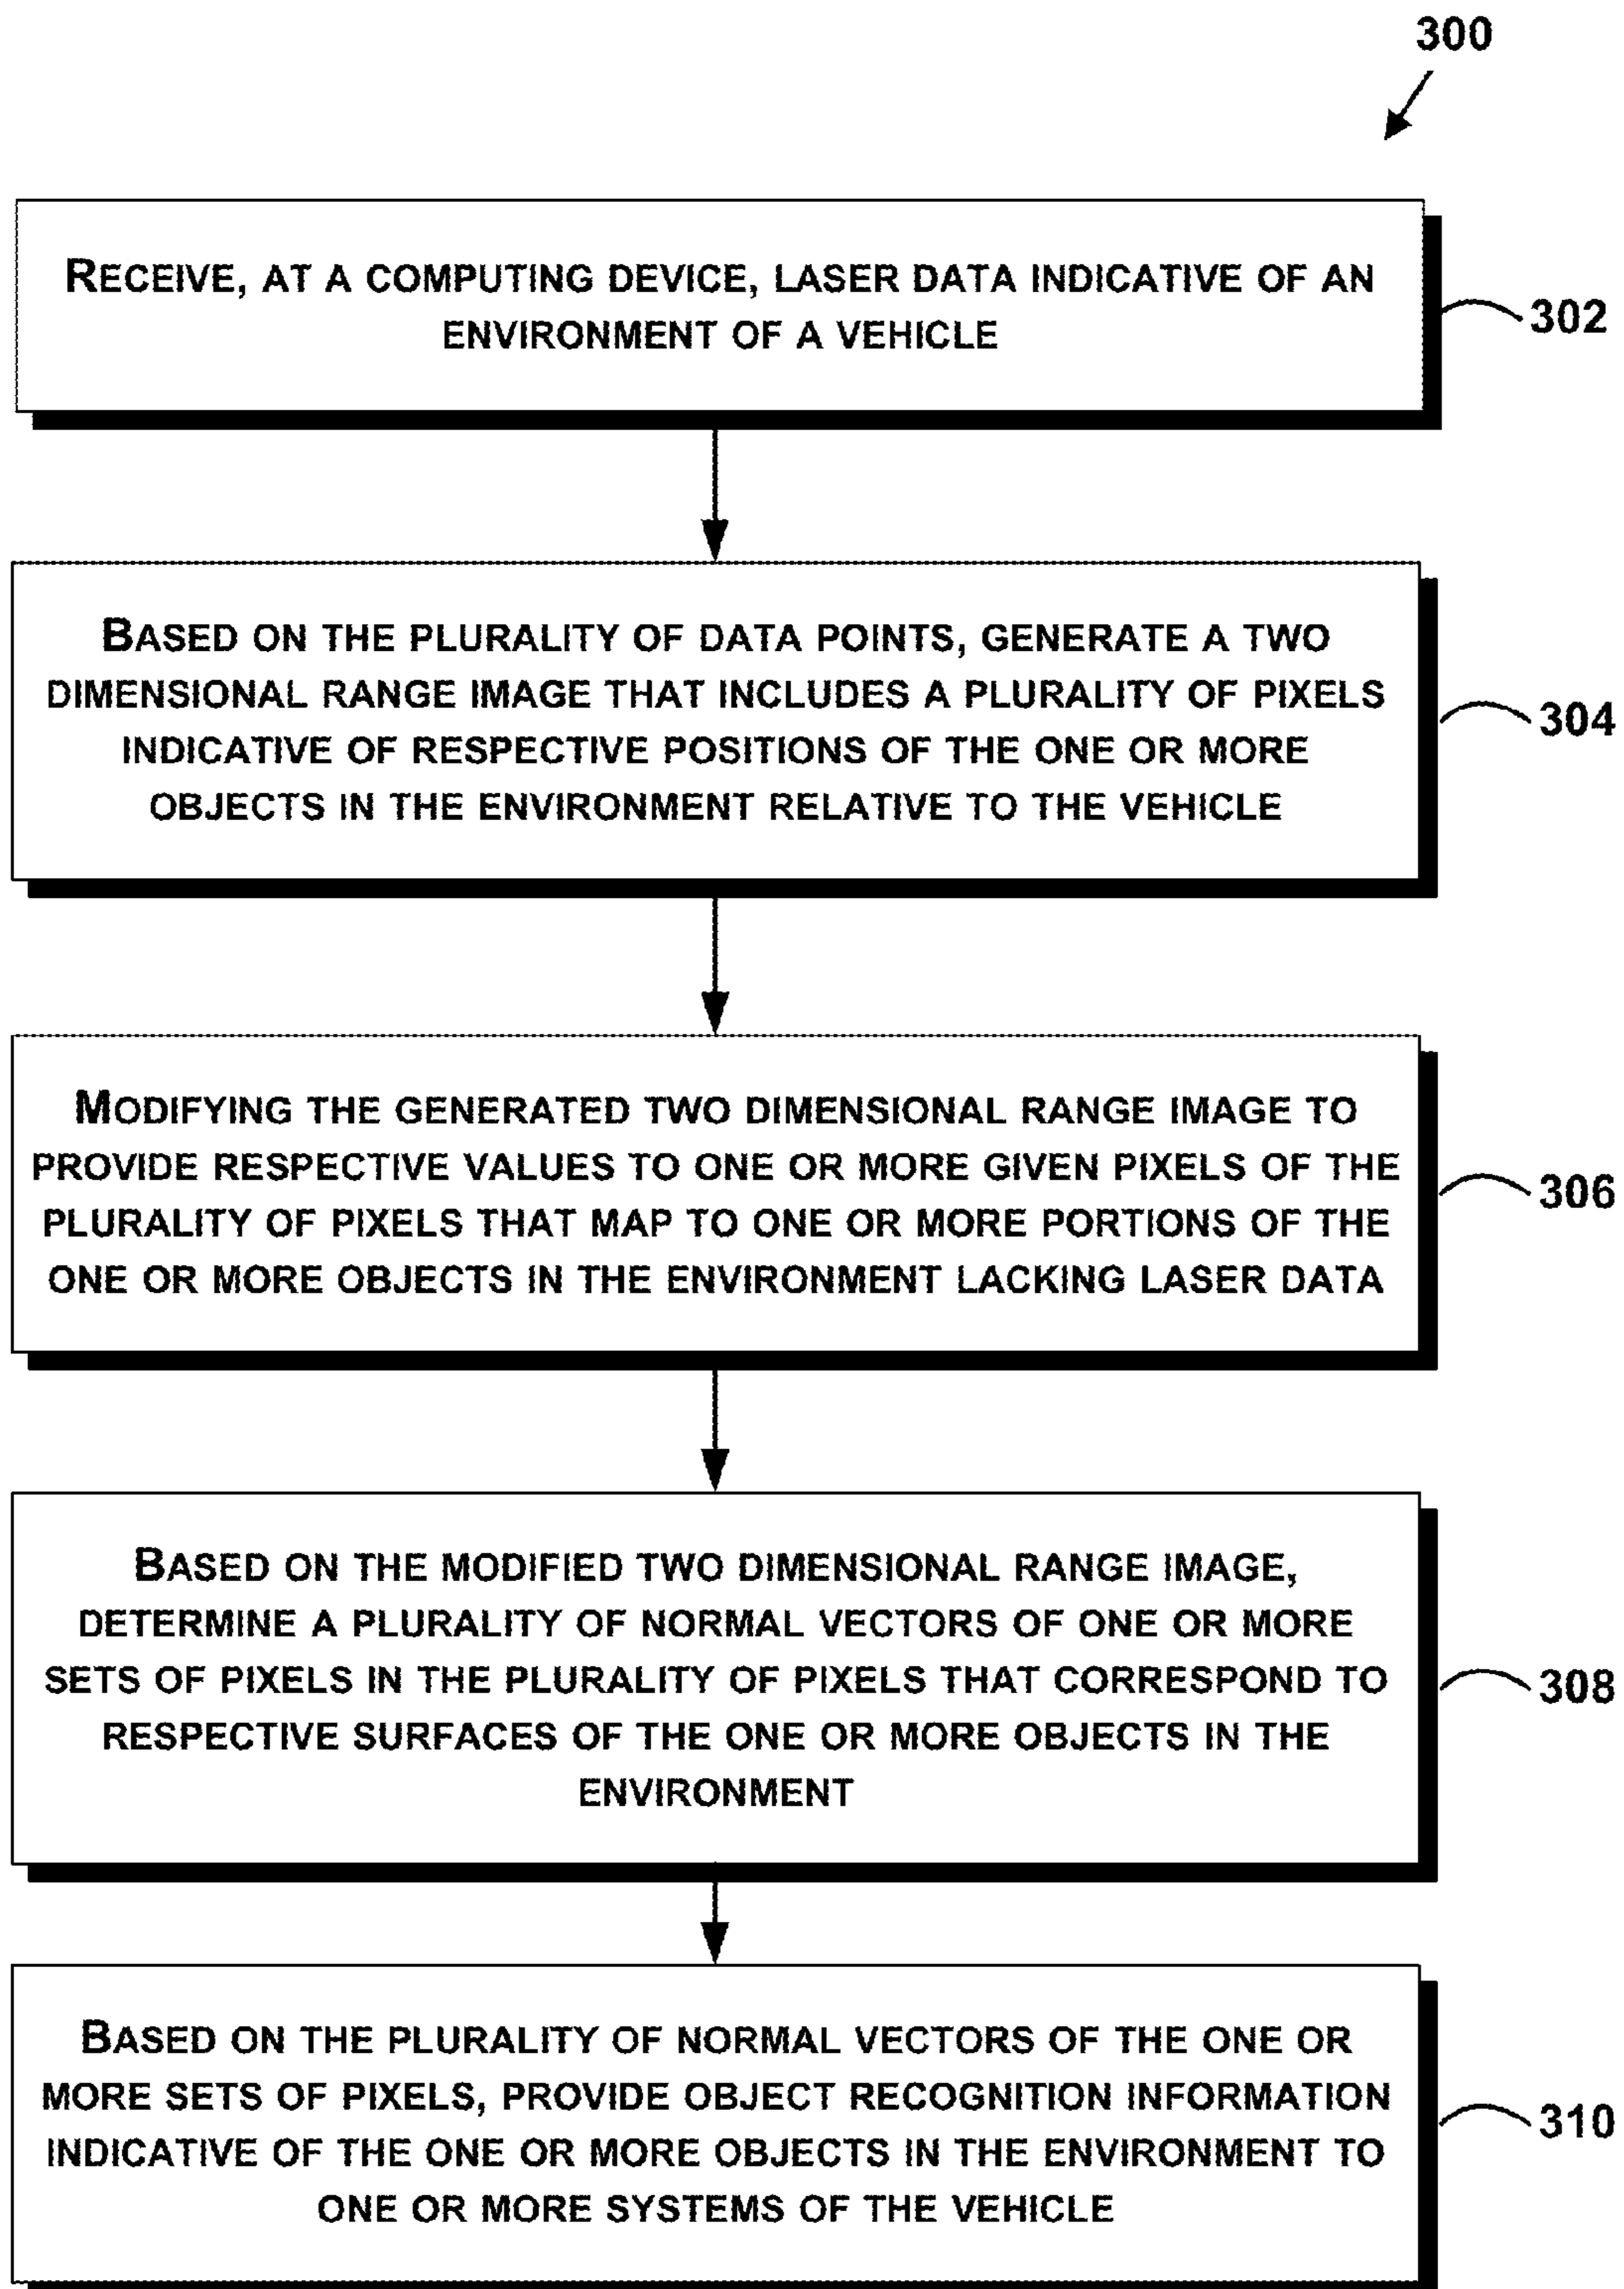 300
RECEIVE, AT A COMPUTING DEVICE, LASER DATA INDICATIVE OF AN
ENVIRONMENT OF A VEHICLE
302
BASED ON THE PLURALITY OF DATA POINTS, GENERATE A TWO
DIMENSIONAL RANGE IMAGE THAT INCLUDES A PLURALITY OF PIXELS
INDICATIVE OF RESPECTIVE POSITIONS OF THE ONE OR MORE
OBJECTS IN THE ENVIRONMENT RELATIVE TO THE VEHICLE
304
MODIFYING THE GENERATED TWO DIMENSIONAL RANGE IMAGE TO
PROVIDE RESPECTIVE VALUES TO ONE OR MORE GIVEN PIXELS OF THE
PLURALITY OF PIXELS THAT MAP TO ONE OR MORE PORTIONS OF THE
ONE OR MORE OBJECTS IN THE ENVIRONMENT LACKING LASER DATA
306
BASED ON THE MODIFIED TWO DIMENSIONAL RANGE IMAGE,
DETERMINE A PLURALITY OF NORMAL VECTORS OF ONE OR MORE
SETS OF PIXELS IN THE PLURALITY OF PIXELS THAT CORRESPOND TO
RESPECTIVE SURFACES OF THE ONE OR MORE OBJECTS IN THE
ENVIRONMENT
308
BASED ON THE PLURALITY OF NORMAL VECTORS OF THE ONE OR
MORE SETS OF PIXELS, PROVIDE OBJECT RECOGNITION INFORMATION
INDICATIVE OF THE ONE OR MORE OBJECTS IN THE ENVIRONMENT TO
ONE OR MORE SYSTEMS OF THE VEHICLE
310